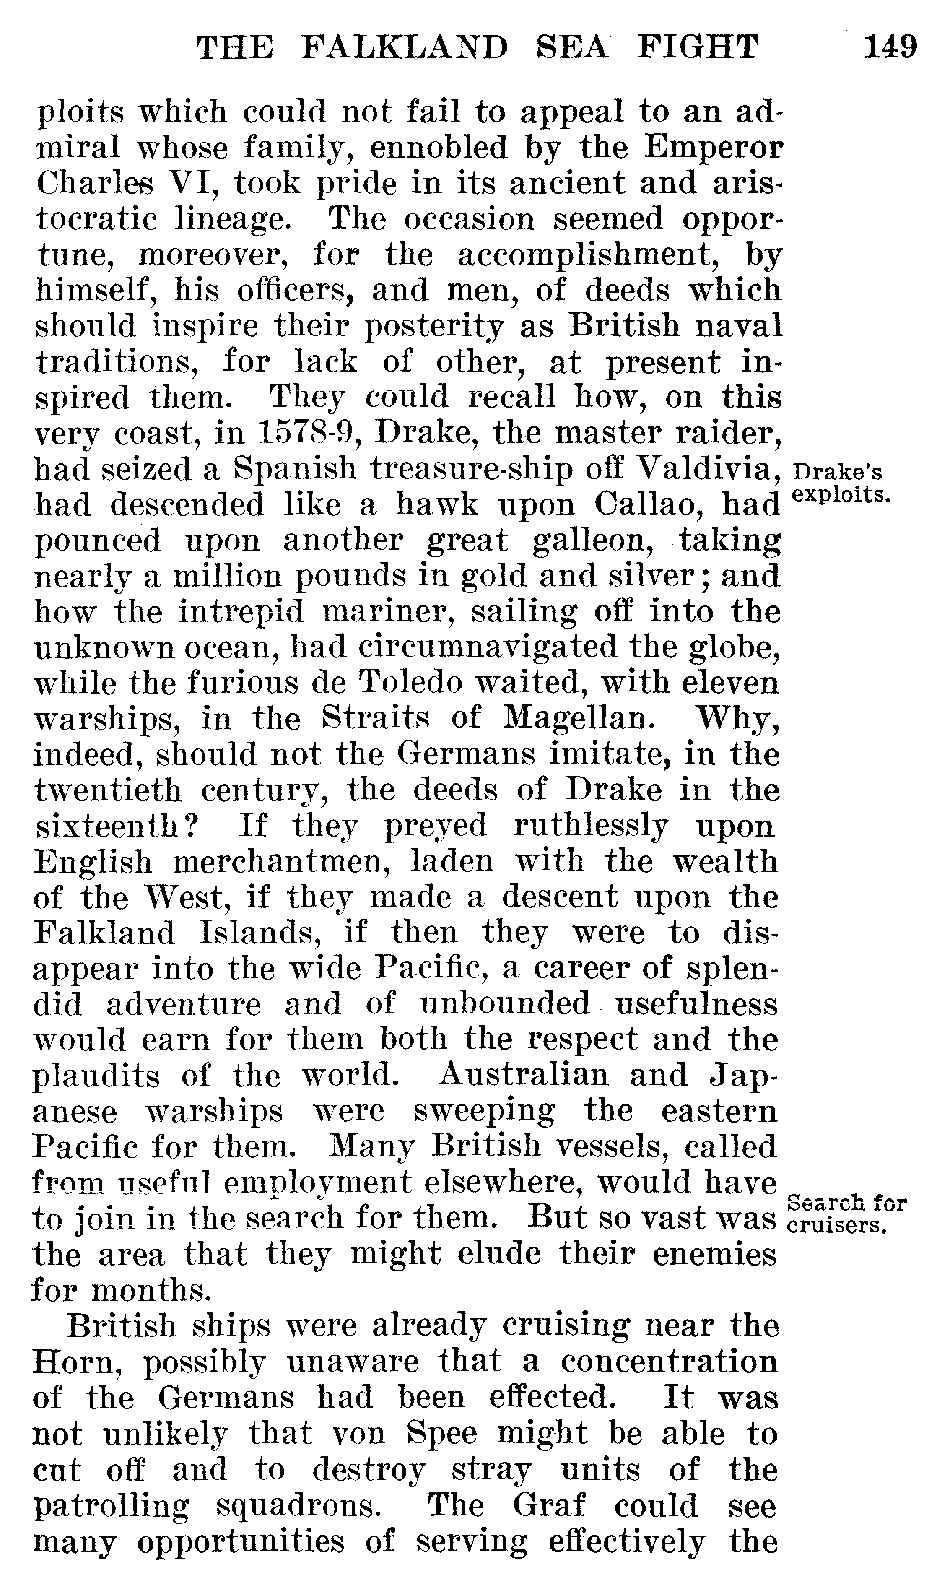 THE FALKLAND SEA FIGHT 149
ploits which could not fail to appeal to an ad-
miral whose family, ennobled by the Emperor
Charles VI, took pride in its ancient and aris-
tocratic lineage. The occasion seemed oppor-
tune, moreover, for the accomplishment, by
himself, his officers, and men, of deeds which
should inspire their posterity as British naval
traditions, for lack of other, at present in-
spired them. They could recall how, on this
very coast, in 1578-9, Drake, the master raider,
had seized a Spanish treasure-ship off Valdivia,
had descended like a hawk upon Callao, had
pounced upon another great galleon, taking
nearly a million pounds in gold and silver; and
how the intrepid mariner, sailing off into the
unknown ocean, had circumnavigated the globe,
while the furious de Toledo waited, with eleven
warships, in the Straits of Magellan. Why,
indeed, should not the Germans imitate, in the
twentieth century, the deeds of Drake in the
sixteenth? If they preyed ruthlessly upon
English merchantmen, laden with the wealth
of the West, if they made a descent upon the
Falkland Islands, if then they were to dis-
appear into the wide Pacific, a career of splen-
did adventure and of unbounded usefulness
would earn for them both the respect and the
plaudits of the world. Australian and Jap-
anese warships were sweeping the eastern
Pacific for them. Many British vessels, called
from useful employment elsewhere, would have
to join in the search for them. But so vast was
the area that they might elude their enemies
for months.
British ships were already cruising near the
Horn, possibly unaware that a concentration
of the Germans had been effected. It was
not unlikely that von Spee might be able to
cut off and to destroy stray units of the
patrolling squadrons. The Graf could see
many opportunities of serving effectively the
Drake's
exploits.
Search for
cruisers.